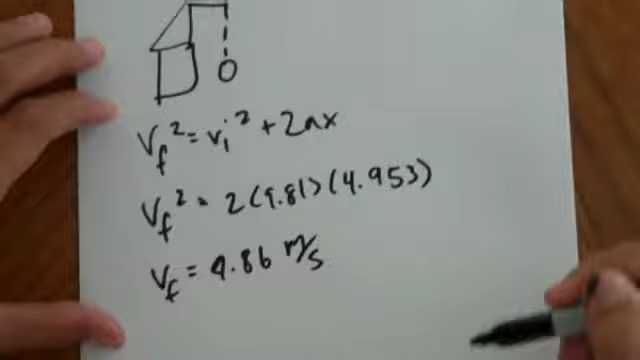 Vf² = Vi² + 2ax
Vf² = 2(9.81)(4.953)
Vf = 9.86 m/s